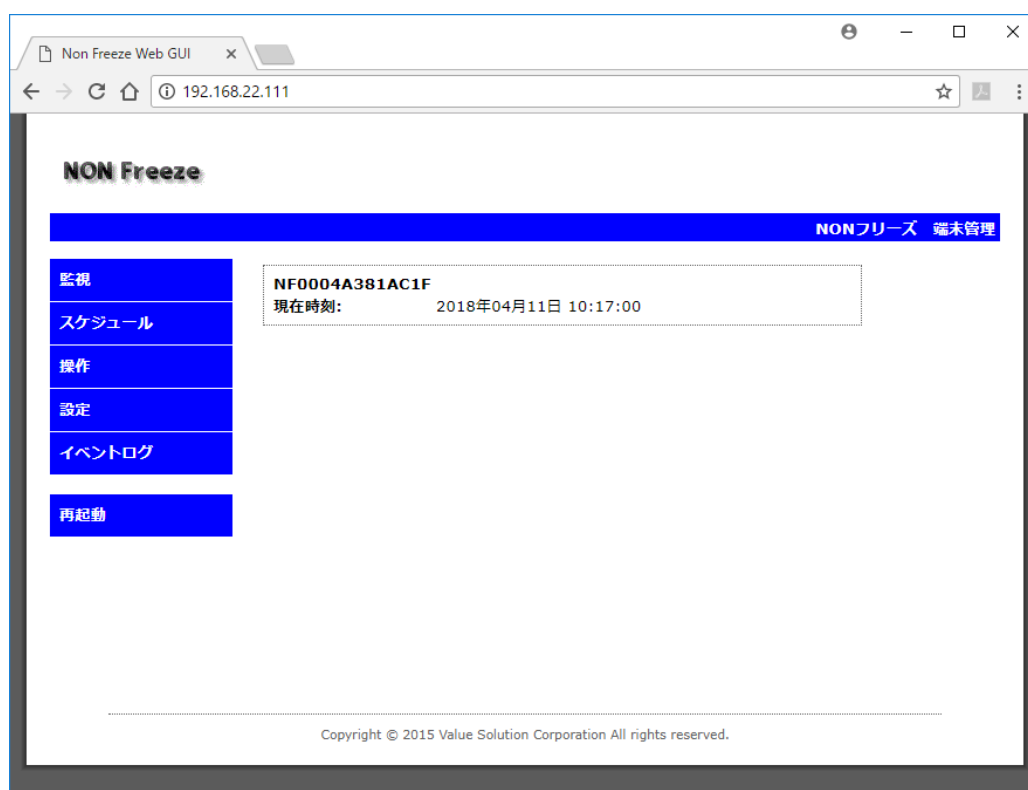 Non Freeze Web GUI
192.168.22.111
NON Freeze
NONフリーズ 端末管理
監視
スケジュール
操作
設定
イベントログ
再起動
NF0004A381AC1F
現在時刻: 2018年04月11日 10:17:00
Copyright © 2015 Value Solution Corporation All rights reserved.